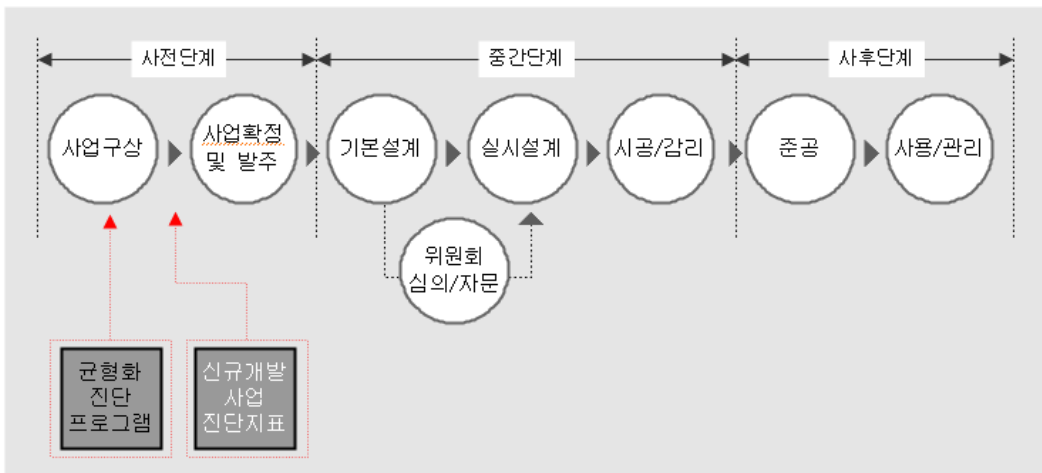 사전단계
중간단계
사후단계
사업구상
사업확정
및 발주
기본설계
실시설계
시공/감리
준공
사용/관리
위원회
심의/자문
균형화
진단
프로그램
신규개발
사업
진단지표